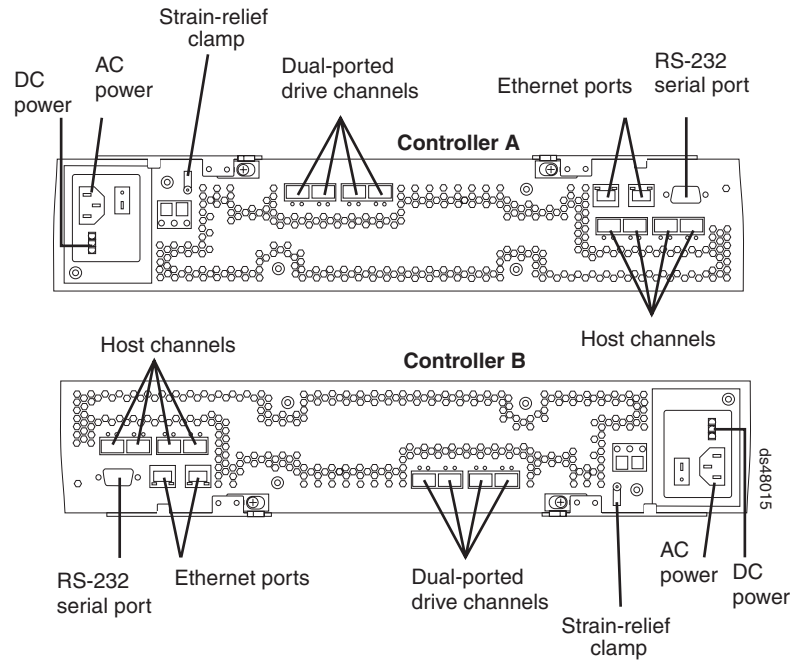 Strain-relief
clamp
DC
power
AC
power
Dual-ported
drive channels
Ethernet ports
RS-232
serial port
Controller A
Host channels
Host channels
Controller B
ds48015
RS-232
serial port
Ethernet ports
Dual-ported
drive channels
AC
power
DC
power
Strain-relief
clamp